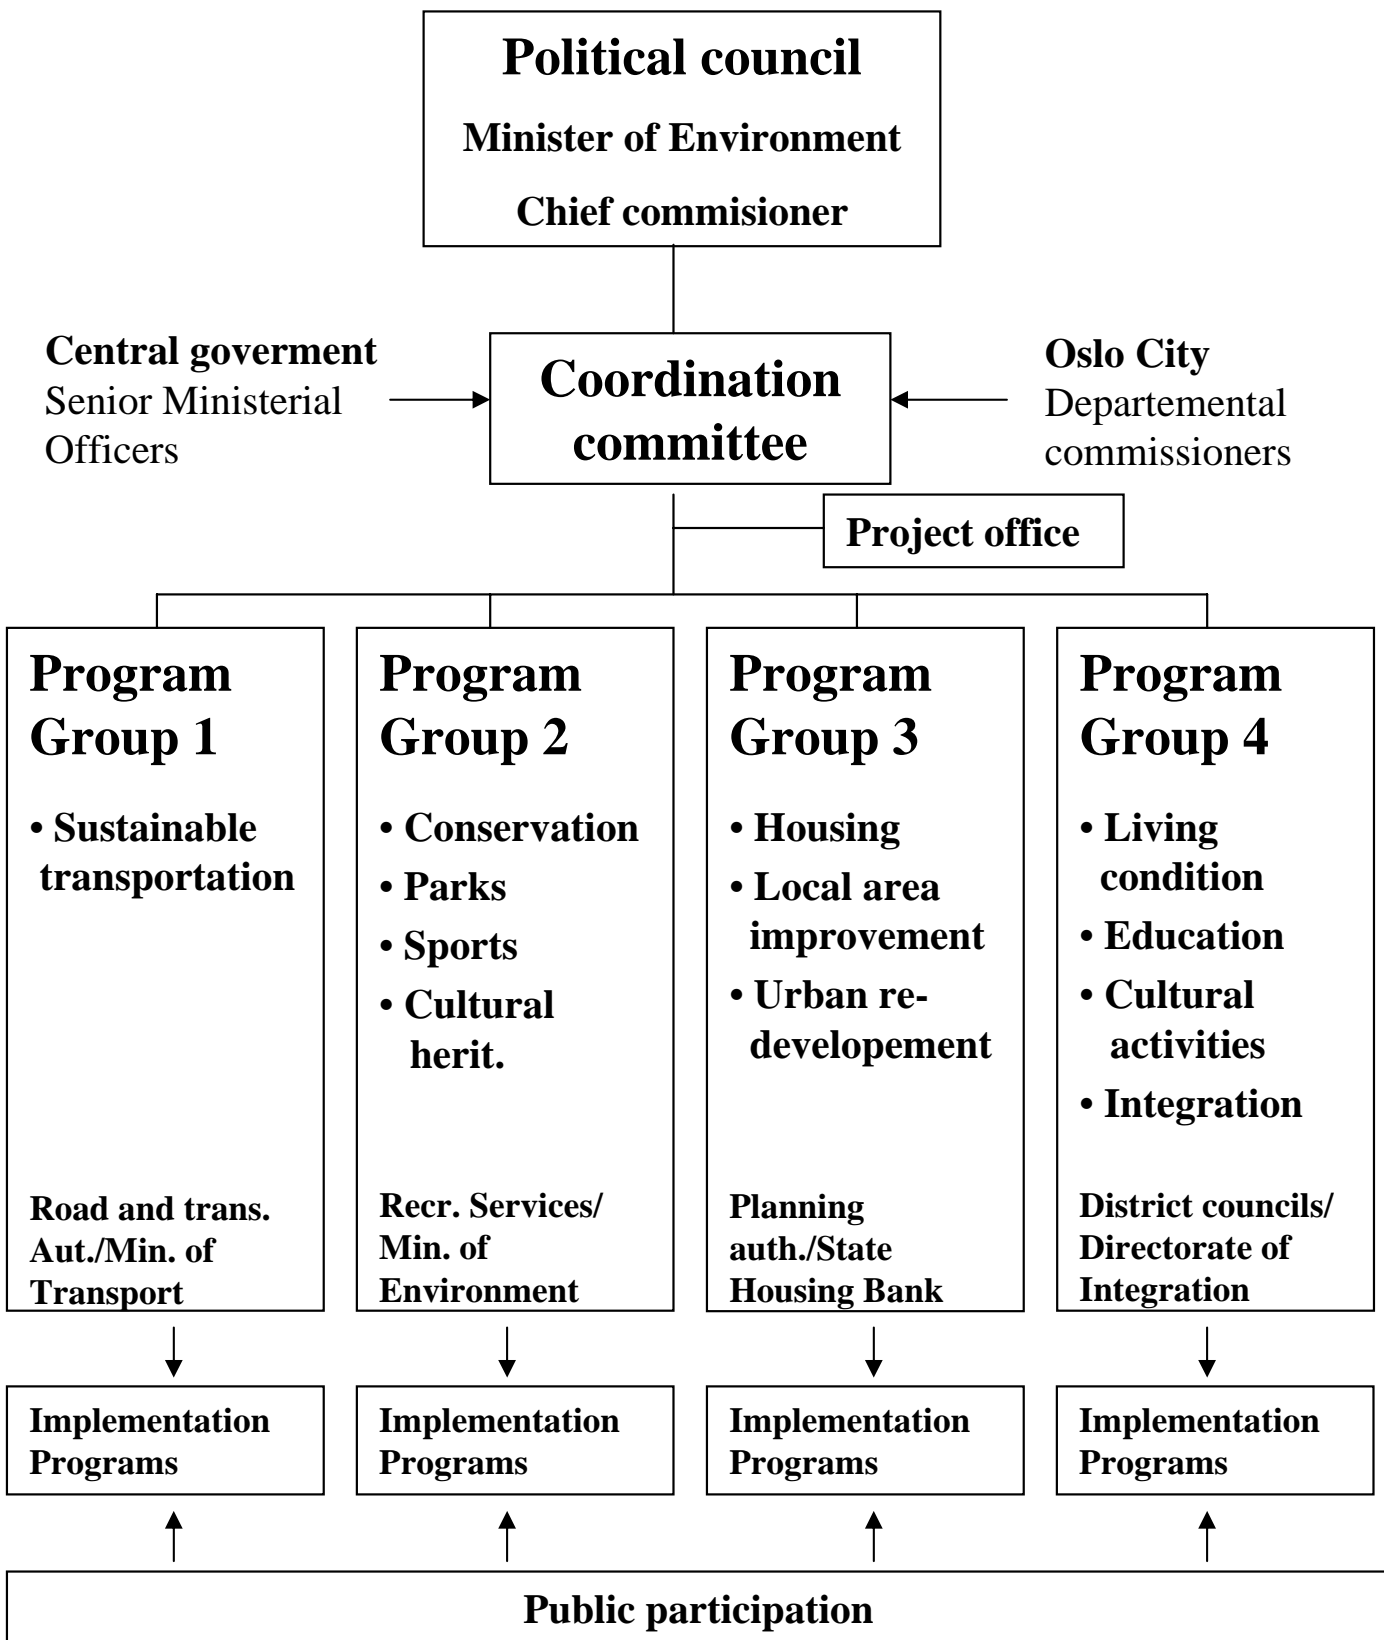 Political council
Minister of Environment
Chief commisioner
Central goverment
Senior Ministerial
Officers
Coordination
committee
Oslo City
Departemental
commissioners
Project office
Program
Group 1
• Sustainable
transportation
Road and trans.
Aut./Min. of
Transport
Program
Group 2
• Conservation
• Parks
• Sports
• Cultural
herit.
Recr. Services/
Min. of
Environment
Program
Group 3
• Housing
• Local area
improvement
• Urban re-
developement
Planning
auth./State
Housing Bank
Program
Group 4
• Living
condition
• Education
• Cultural
activities
• Integration
District councils/
Directorate of
Integration
Implementation
Programs
Implementation
Programs
Implementation
Programs
Implementation
Programs
Public participation